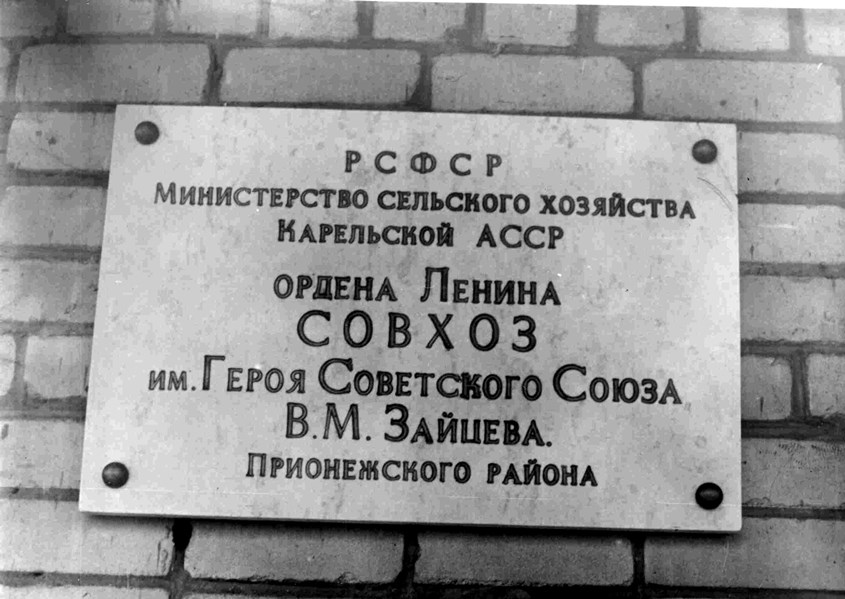 РСФСР
Министерство сельского хозяйства
Карельской АССР
ордена Ленина
СОВХОЗ
им. Героя Советского Союза
В.М. Зайцева.
Прионежского района